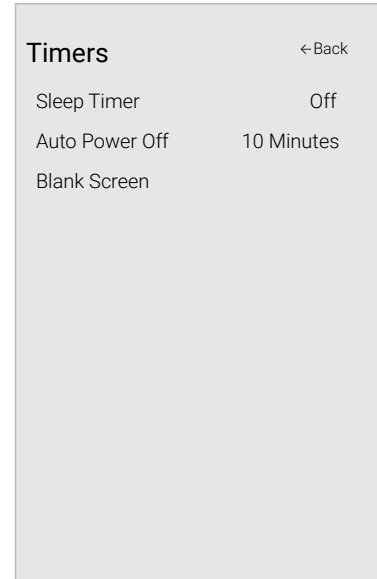 Timers ←Back
Sleep Timer Off
Auto Power Off 10 Minutes
Blank Screen